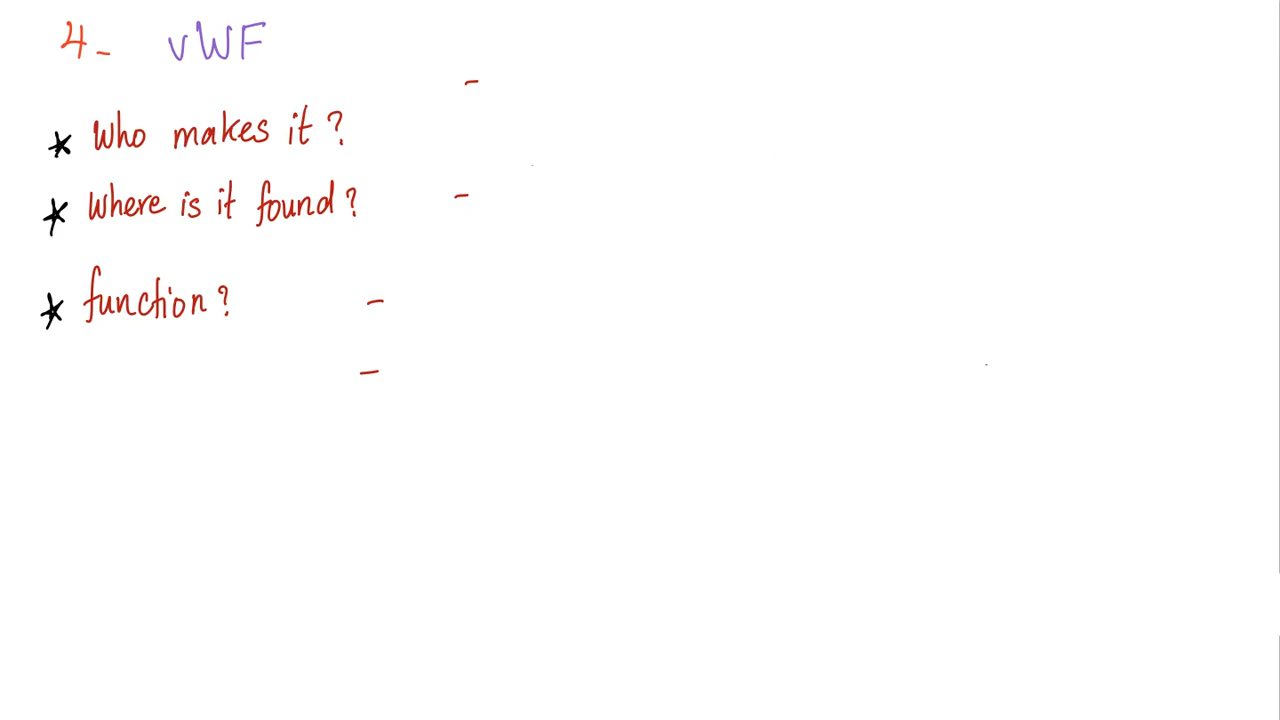 4- vWF
-
* Who makes it?
* Where is it found? -
* function? -
-